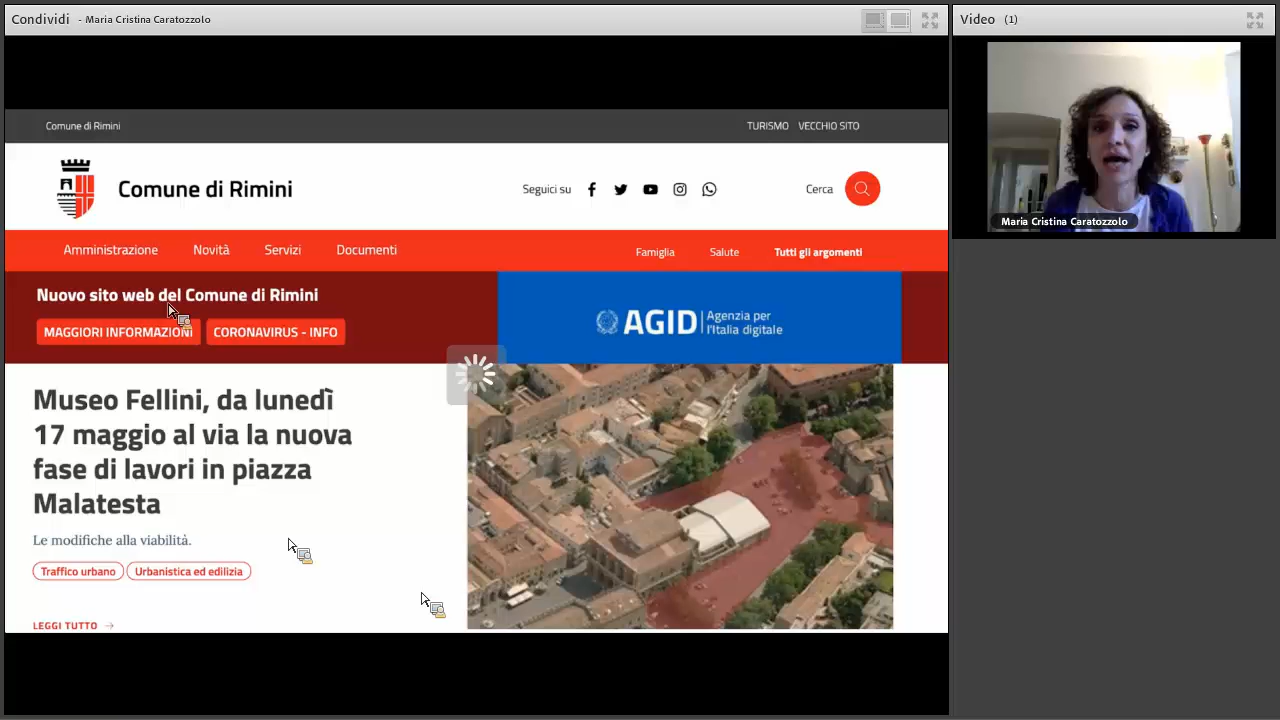 Condividi - Maria Cristina Caratozzolo
Video (1)
Comune di Rimini
TURISMO VECCHIO SITO
Comune di Rimini
Seguici su
Cerca
Amministrazione Novità Servizi Documenti
Famiglia Salute Tutti gli argomenti
Nuovo sito web del Comune di Rimini
MAGGIORI INFORMAZIONI CORONAVIRUS - INFO
AGID Agenzia per
l'Italia digitale
Museo Fellini, da lunedì
17 maggio al via la nuova
fase di lavori in piazza
Malatesta
Le modifiche alla viabilità.
Traffico urbano Urbanistica ed edilizia
LEGGI TUTTO →
Maria Cristina Caratozzolo